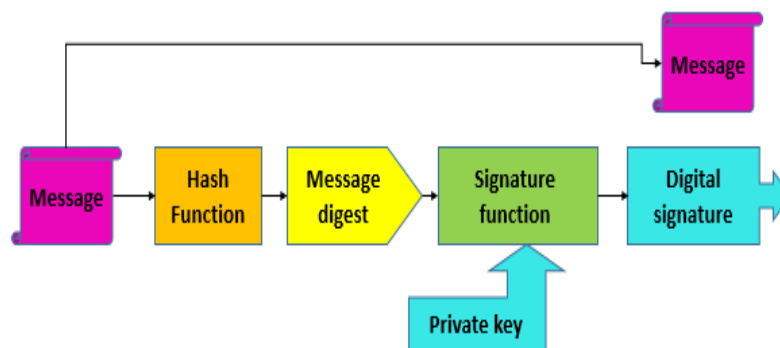 Message
Message
Hash
Function
Message
digest
Signature
function
Digital
signature
Private key